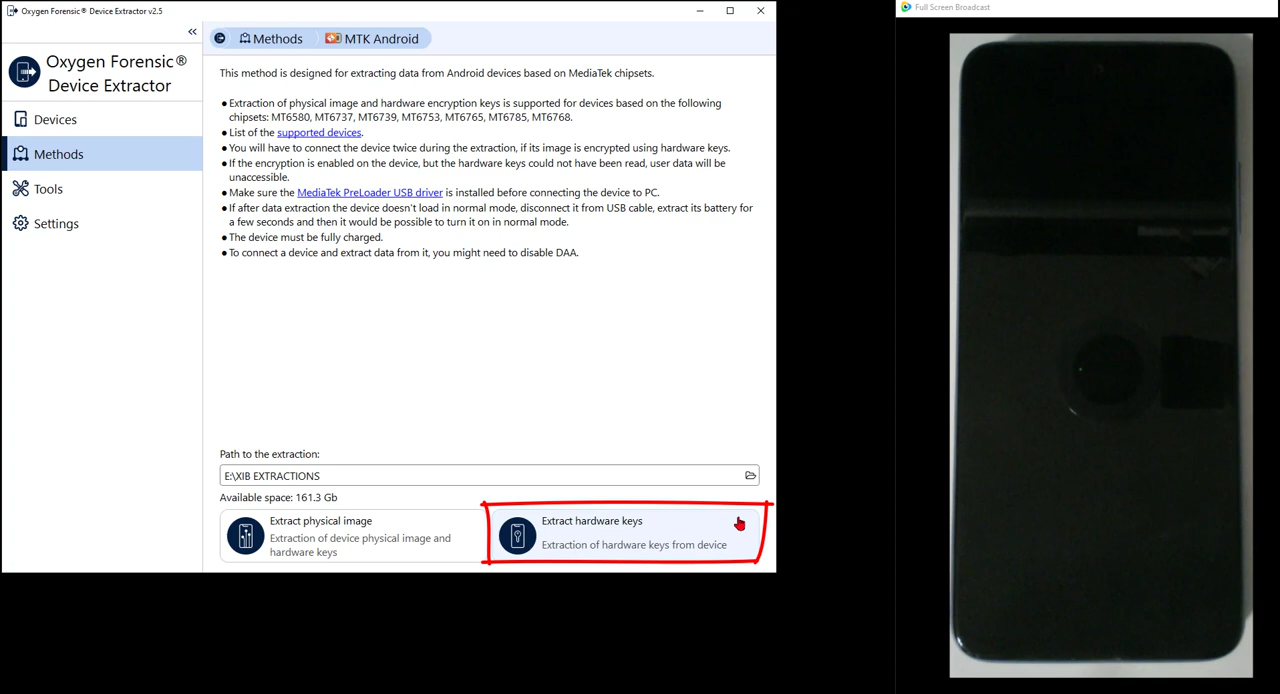 Oxygen Forensic® Device Extractor v2.5
Full Screen Broadcast
«
Methods
MTK Android
Oxygen Forensic®
Device Extractor
Devices
Methods
Tools
Settings
This method is designed for extracting data from Android devices based on MediaTek chipsets.
● Extraction of physical image and hardware encryption keys is supported for devices based on the following
chipsets: MT6580, MT6737, MT6739, MT6753, MT6765, MT6785, MT6768.
● List of the supported devices.
● You will have to connect the device twice during the extraction, if its image is encrypted using hardware keys.
● If the encryption is enabled on the device, but the hardware keys could not have been read, user data will be
unaccessible.
● Make sure the MediaTek PreLoader USB driver is installed before connecting the device to PC.
● If after data extraction the device doesn't load in normal mode, disconnect it from USB cable, extract its battery for
a few seconds and then it would be possible to turn it on in normal mode.
● The device must be fully charged.
● To connect a device and extract data from it, you might need to disable DAA.
Path to the extraction:
E:\XIB EXTRACTIONS
Available space: 161.3 Gb
Extract physical image
Extraction of device physical image and
hardware keys
Extract hardware keys
Extraction of hardware keys from device